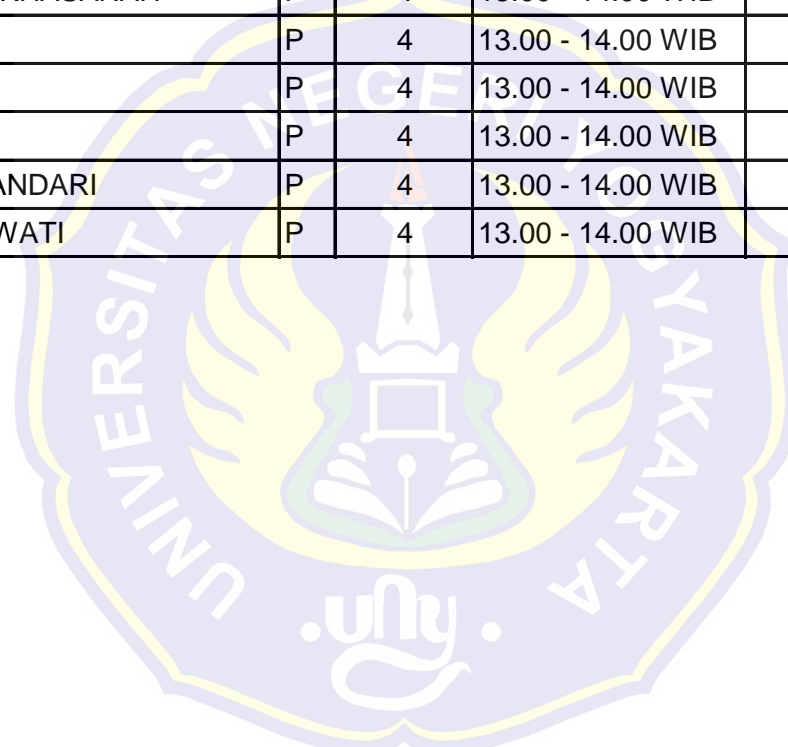 P 4 13.00 - 14.00 WIB
P 4 13.00 - 14.00 WIB
P 4 13.00 - 14.00 WIB
ANDARI P 4 13.00 - 14.00 WIB
WATI P 4 13.00 - 14.00 WIB
UNIVERSITAS NEGERI YOGYAKARTA
uny